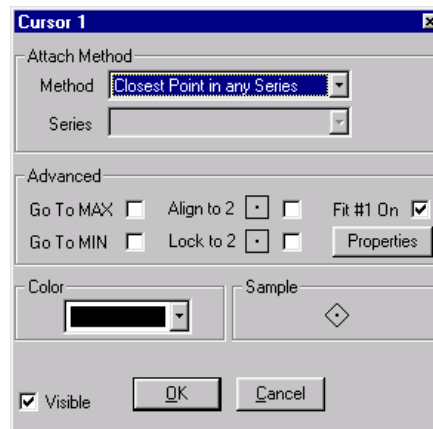 Cursor 1
Attach Method
Method Closest Point in any Series
Series
Advanced
Go To MAX Align to 2 Fit #1 On
Go To MIN Lock to 2 Properties
Color Sample
Visible OK Cancel